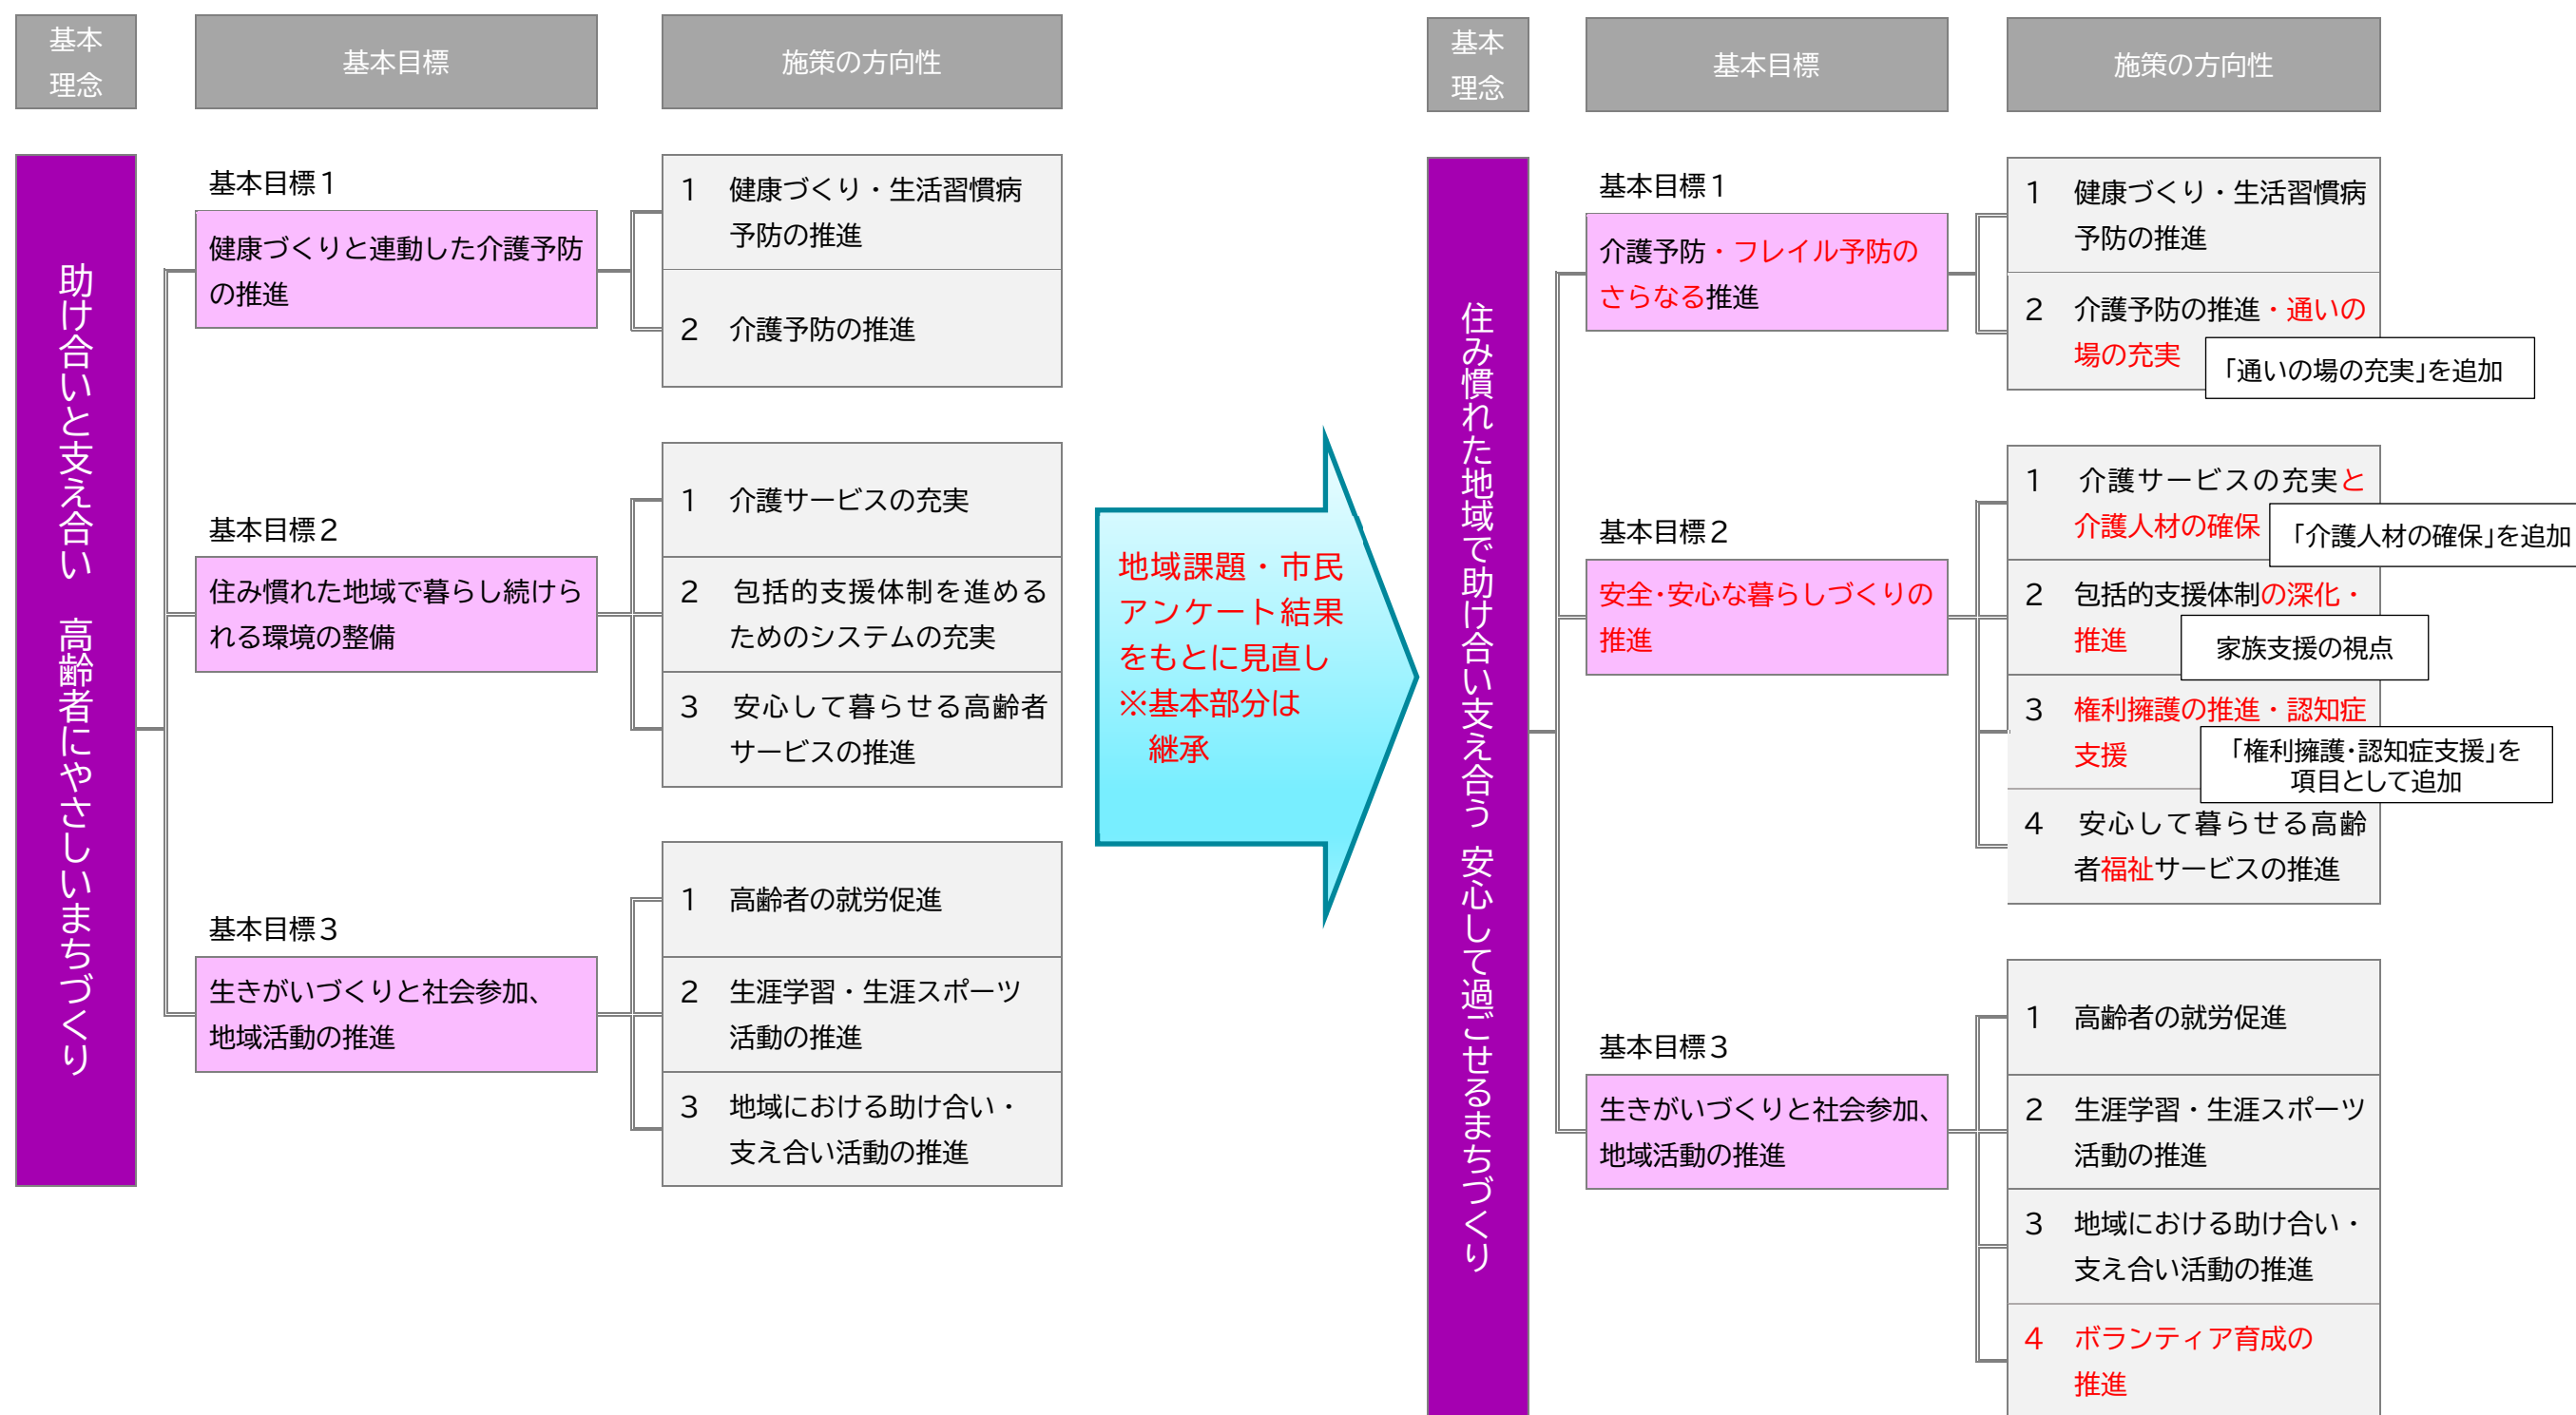 基本
理念
基本目標
施策の方向性
助け合いと支え合い　高齢者にやさしいまちづくり
基本目標１
健康づくりと連動した介護予防
の推進
1　健康づくり・生活習慣病
予防の推進
2　介護予防の推進
基本目標２
住み慣れた地域で暮らし続けら
れる環境の整備
1　介護サービスの充実
2　包括的支援体制を進める
ためのシステムの充実
3　安心して暮らせる高齢者
サービスの推進
基本目標３
生きがいづくりと社会参加、
地域活動の推進
1　高齢者の就労促進
2　生涯学習・生涯スポーツ
活動の推進
3　地域における助け合い・
支え合い活動の推進
地域課題・市民
アンケート結果
をもとに見直し
※基本部分は
継承
基本
理念
基本目標
施策の方向性
住み慣れた地域で助け合い支え合う 安心して過ごせるまちづくり
基本目標１
介護予防・フレイル予防の
さらなる推進
1　健康づくり・生活習慣病
予防の推進
2　介護予防の推進・通いの
場の充実
「通いの場の充実」を追加
基本目標２
安全・安心な暮らしづくりの
推進
1　介護サービスの充実と
介護人材の確保
「介護人材の確保」を追加
2　包括的支援体制の深化・
推進
家族支援の視点
3　権利擁護の推進・認知症
支援
「権利擁護・認知症支援」を
項目として追加
4　安心して暮らせる高齢
者福祉サービスの推進
基本目標３
生きがいづくりと社会参加、
地域活動の推進
1　高齢者の就労促進
2　生涯学習・生涯スポーツ
活動の推進
3　地域における助け合い・
支え合い活動の推進
4　ボランティア育成の
推進